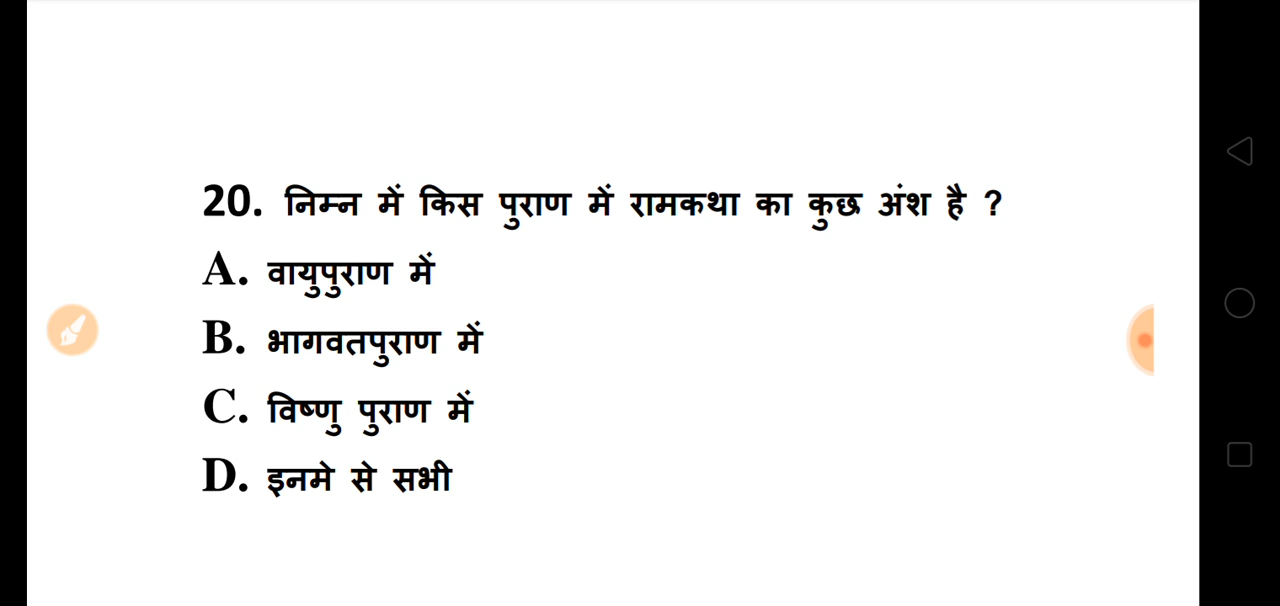 20. निम्न में किस पुराण में रामकथा का कुछ अंश है ?
A. वायुपुराण में
B. भागवतपुराण में
C. विष्णु पुराण में
D. इनमे से सभी